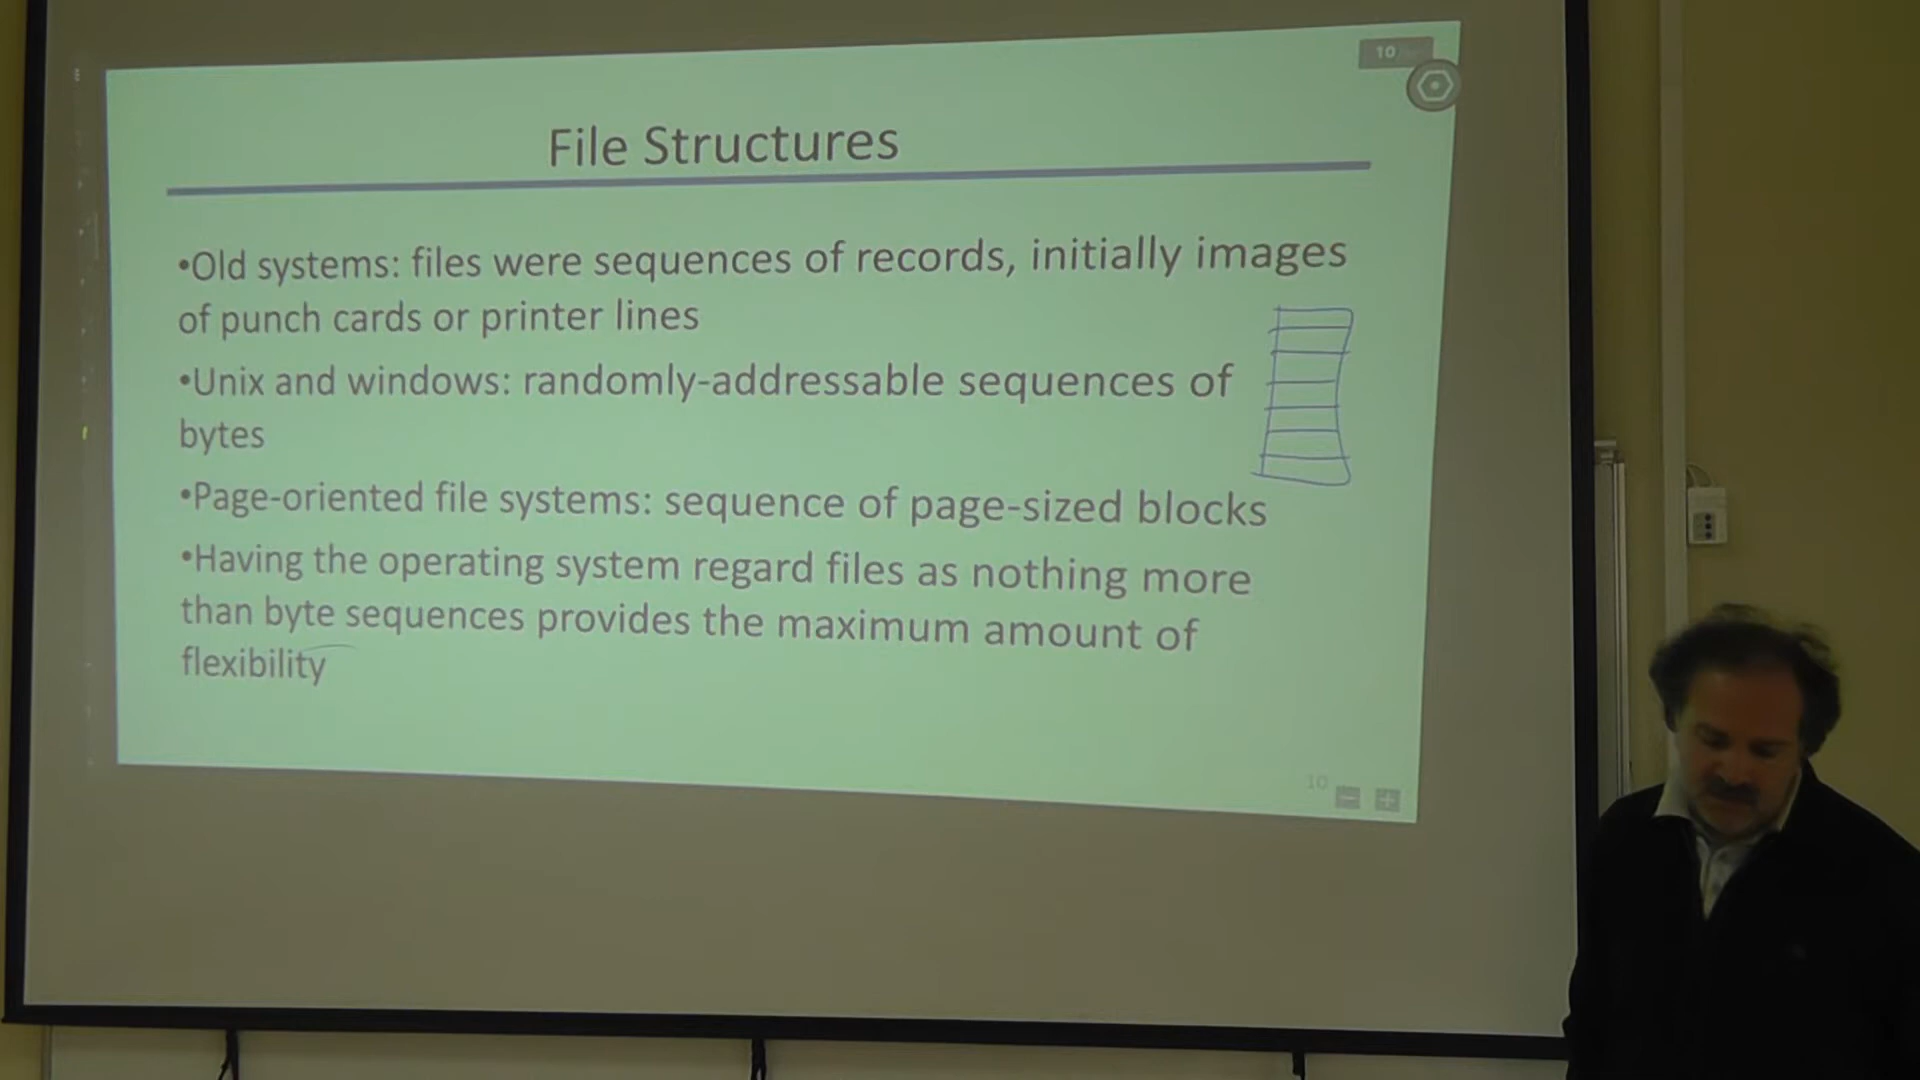 10
File Structures
•Old systems: files were sequences of records, initially images
of punch cards or printer lines
•Unix and windows: randomly-addressable sequences of
bytes
•Page-oriented file systems: sequence of page-sized blocks
•Having the operating system regard files as nothing more
than byte sequences provides the maximum amount of
flexibility
10